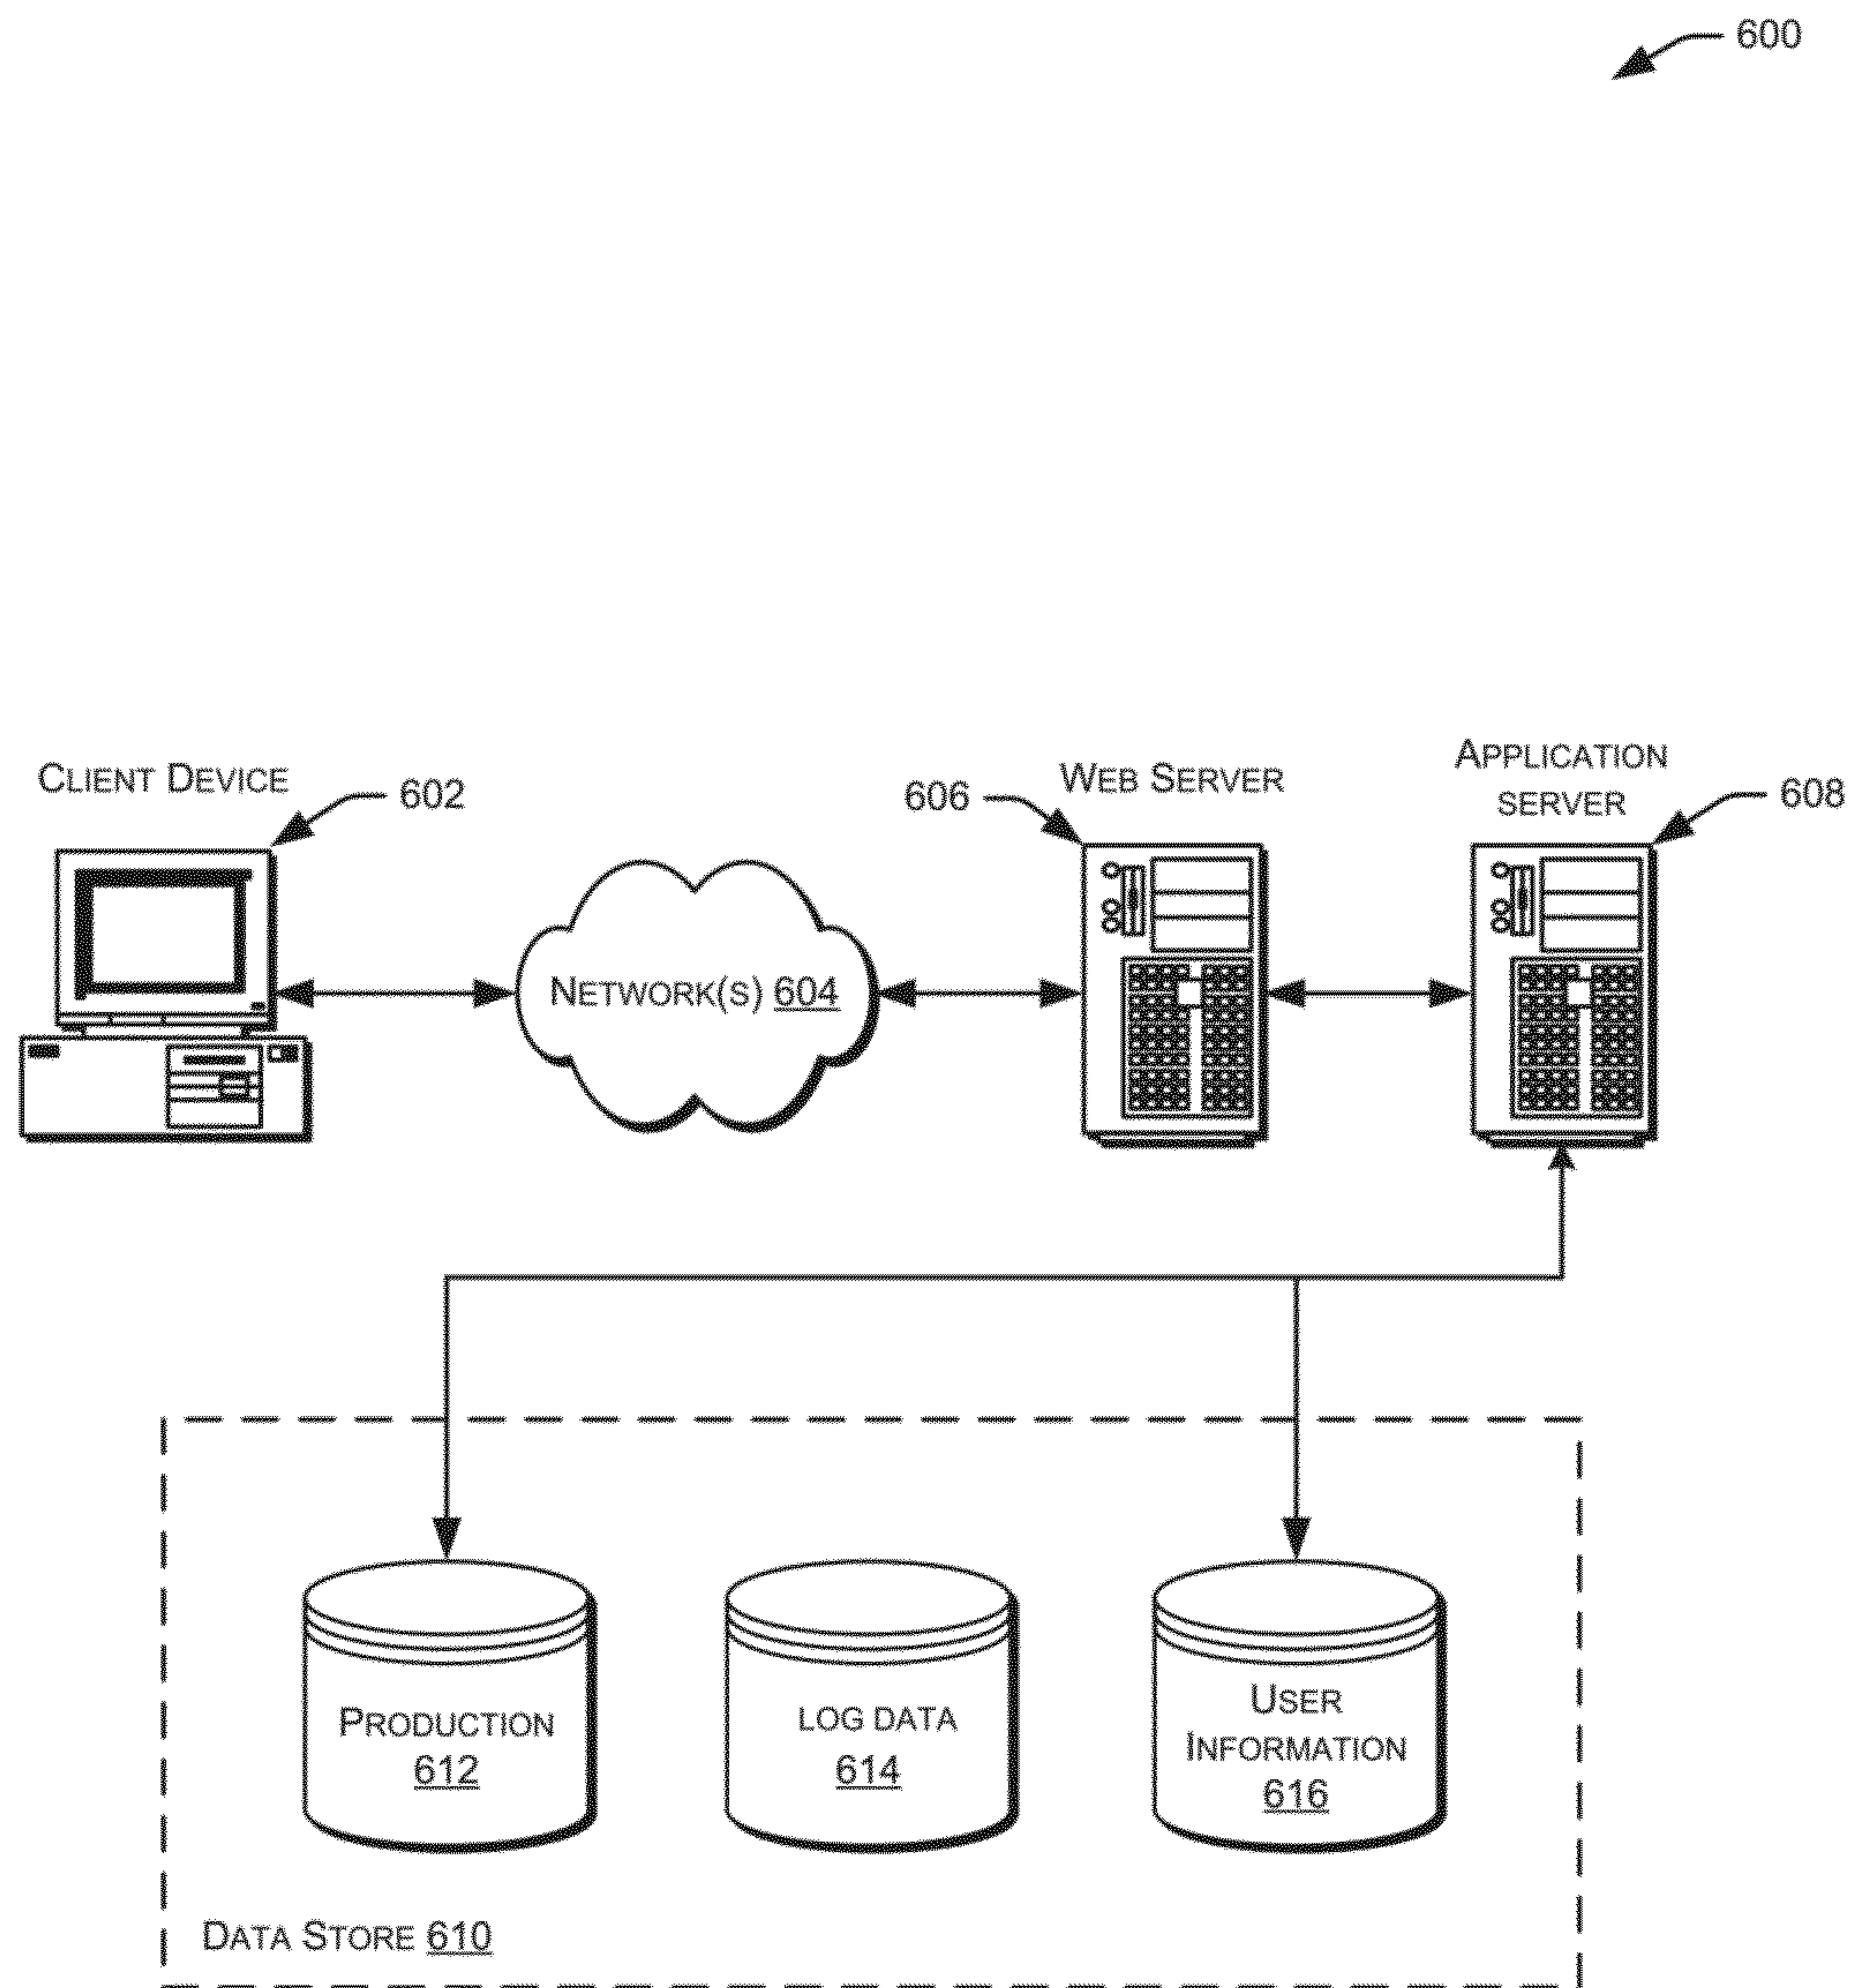 600
CLIENT DEVICE
602
606
WEB SERVER
APPLICATION
SERVER
608
NETWORK(S) 604
PRODUCTION
612
LOG DATA
614
USER
INFORMATION
616
DATA STORE 610